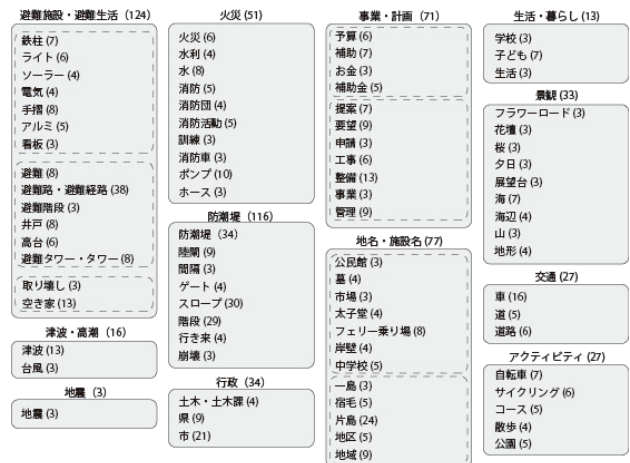 避難施設・避難生活（124）
鉄柱 (7)
ライト (6)
ソーラー (4)
電気 (4)
手摺 (8)
アルミ (5)
看板 (3)
避難 (8)
避難路・避難経路 (38)
避難階段 (3)
井戸 (8)
高台 (6)
避難タワー・タワー (8)
取り壊し (3)
空き家 (13)
津波・高潮（16）
津波 (13)
台風 (3)
地震（3）
地震 (3)
火災 (51)
火災 (6)
水利 (4)
水 (8)
消防 (5)
消防団 (4)
消防活動 (5)
訓練 (3)
消防車 (3)
ポンプ (10)
ホース (3)
防潮堤（116）
防潮堤（34)
陸閘 (9)
間隔 (3)
ゲート (4)
スロープ (30)
階段 (29)
行き来 (4)
崩壊 (3)
行政（34）
土木・土木課 (4)
県 (9)
市 (21)
事業・計画（71）
予算 (6)
補助 (7)
お金 (3)
補助金 (5)
提案 (7)
要望 (9)
申請 (3)
工事 (6)
整備 (13)
事業 (3)
管理 (9)
地名・施設名 (77)
公民館 (3)
墓 (4)
市場 (3)
太子堂 (4)
フェリー乗り場 (8)
岸壁 (4)
中学校 (5)
一島 (3)
宿毛 (5)
片島 (24)
地区 (5)
地域 (9)
生活・暮らし (13)
学校 (3)
子ども (7)
生活 (3)
景観 (33)
フラワーロード (3)
花壇 (3)
桜 (3)
夕日 (3)
展望台 (3)
海 (7)
海辺 (4)
山 (3)
地形 (4)
交通 (27)
車 (16)
道 (5)
道路 (6)
アクティビティ (27)
自転車 (7)
サイクリング (6)
コース (5)
散歩 (4)
公園 (5)